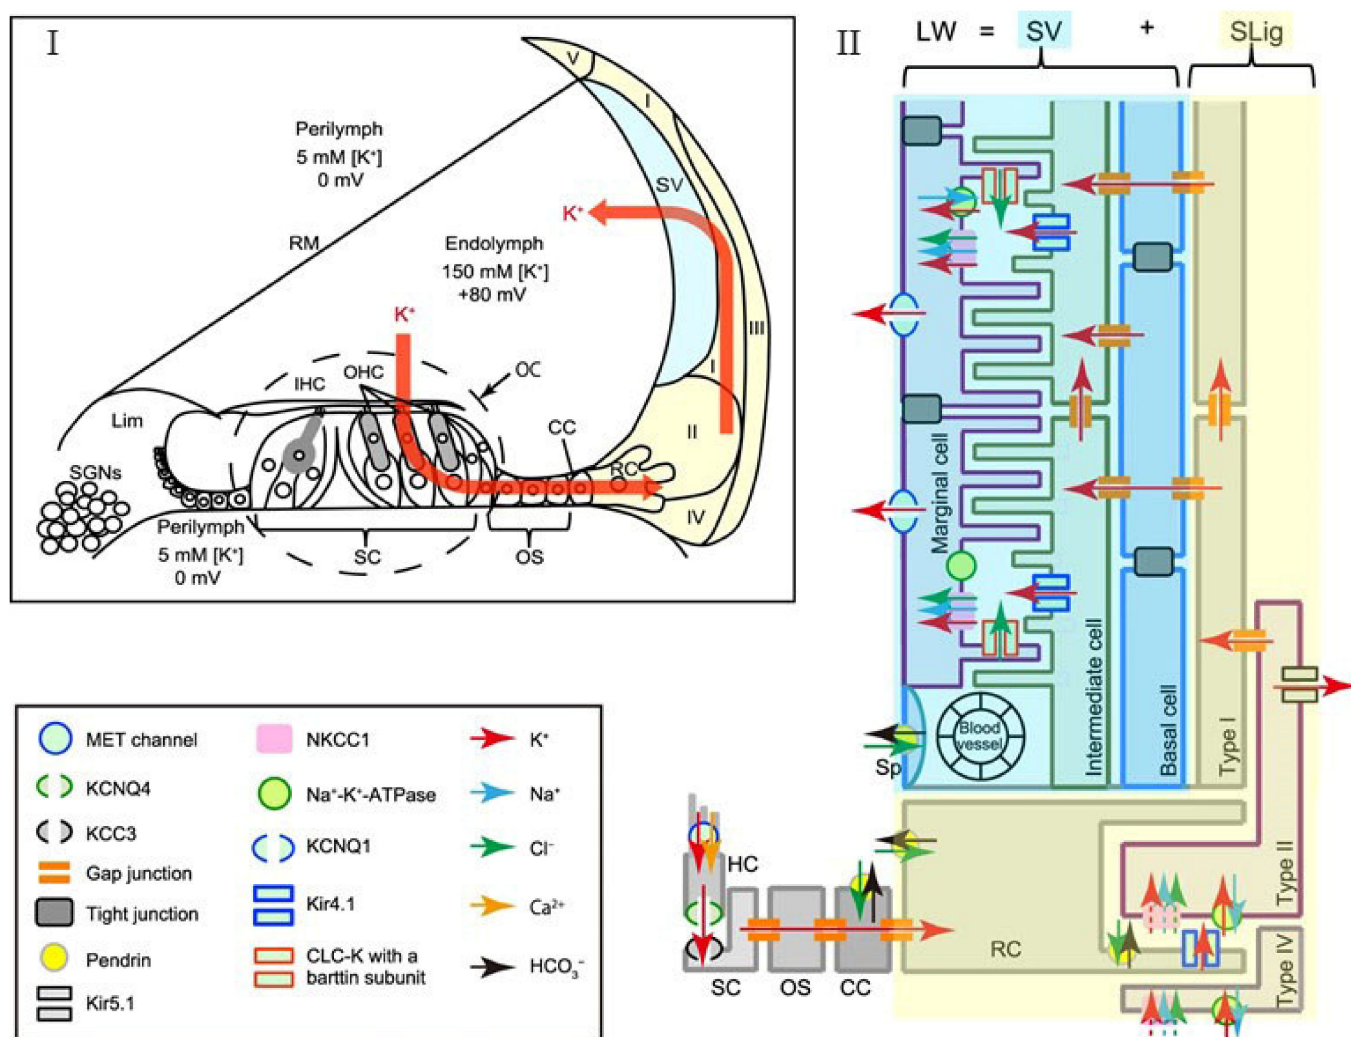 I
Perilymph
5 mM [K⁺]
0 mV
RM
Endolymph
150 mM [K⁺]
+80 mV
K⁺
K⁺
V
I
SV
III
I
II
IV
IHC
OHC
OC
Lim
CC
RC
SGNs
Perilymph
5 mM [K⁺]
0 mV
SC
OS
II
LW = SV + SLig
Marginal cell
Intermediate cell
Basal cell
Type I
Type II
Type IV
Blood
vessel
Sp
HC
RC
SC
OS
CC
MET channel
KCNQ4
KCC3
Gap junction
Tight junction
Pendrin
Kir5.1
NKCC1
Na⁺-K⁺-ATPase
KCNQ1
Kir4.1
CLC-K with a
barttin subunit
K⁺
Na⁺
Cl⁻
Ca²⁺
HCO₃⁻